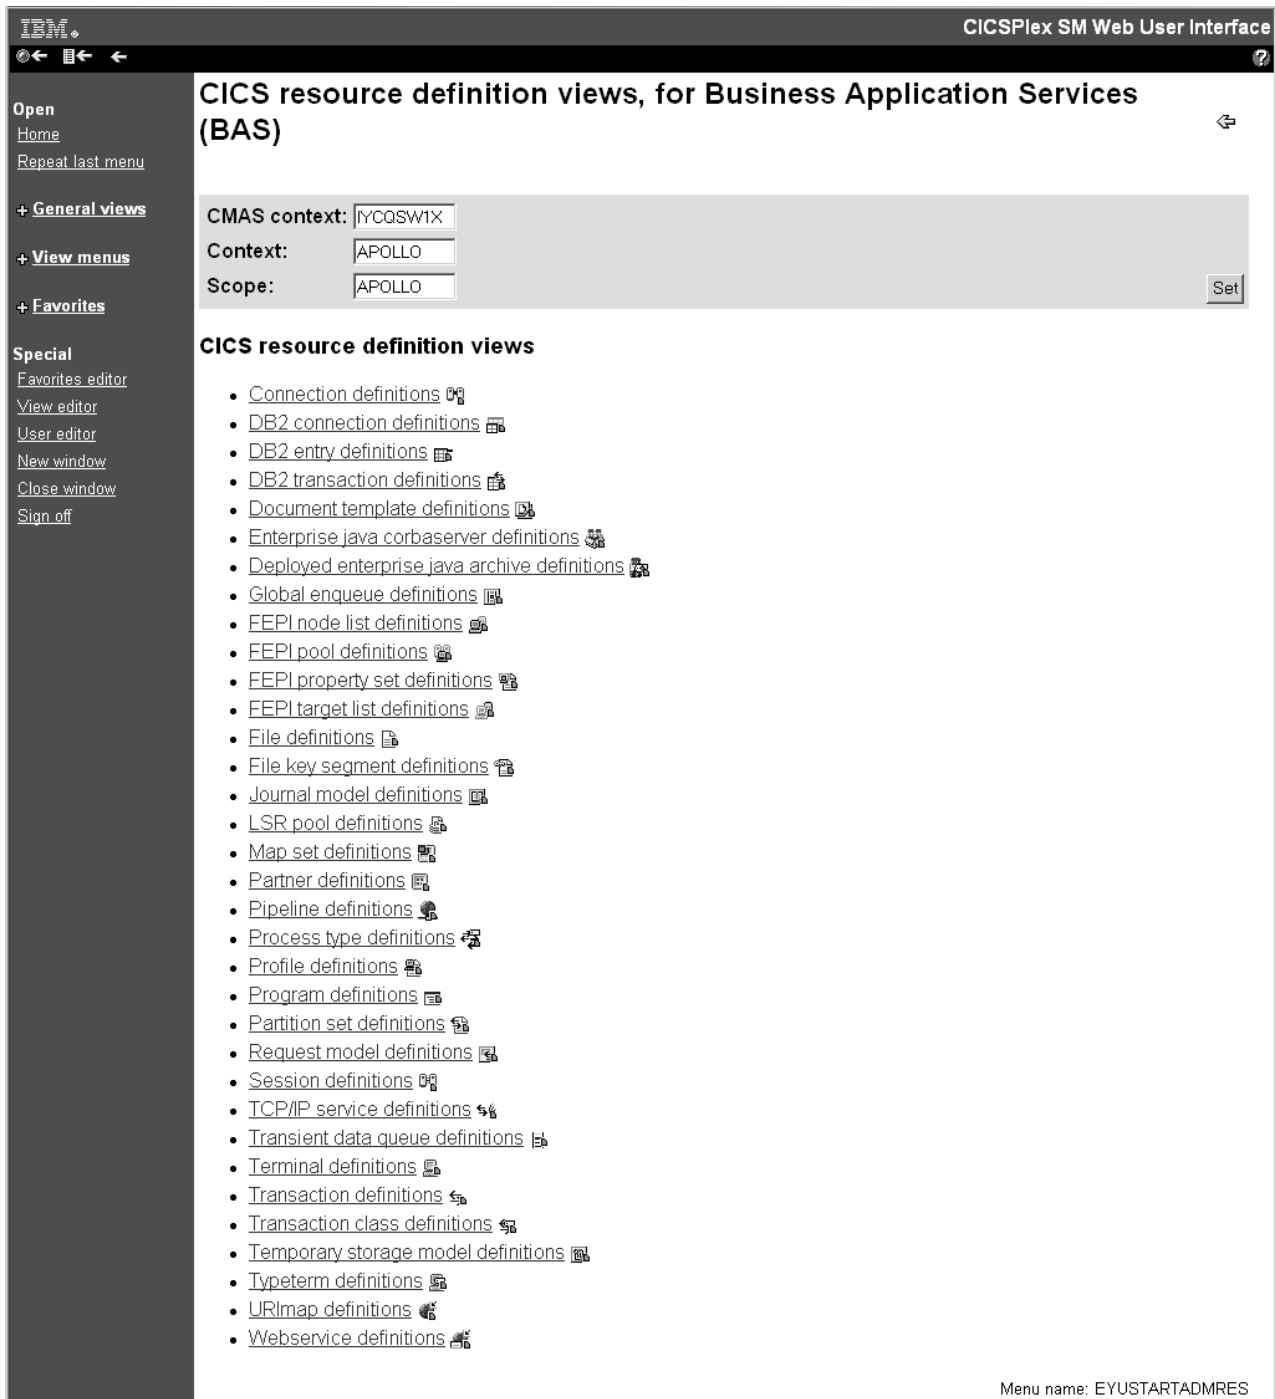 IBM.
CICSPlex SM Web User Interface
Open
Home
Repeat last menu
+ General views
+ View menus
+ Favorites
Special
Favorites editor
View editor
User editor
New window
Close window
Sign off
CICS resource definition views, for Business Application Services
(BAS)
CMAS context: IYCQSW1X
Context: APOLLO
Scope: APOLLO
Set
CICS resource definition views
Connection definitions
DB2 connection definitions
DB2 entry definitions
DB2 transaction definitions
Document template definitions
Enterprise java corbaserver definitions
Deployed enterprise java archive definitions
Global enqueue definitions
FEPI node list definitions
FEPI pool definitions
FEPI property set definitions
FEPI target list definitions
File definitions
File key segment definitions
Journal model definitions
LSR pool definitions
Map set definitions
Partner definitions
Pipeline definitions
Process type definitions
Profile definitions
Program definitions
Partition set definitions
Request model definitions
Session definitions
TCP/IP service definitions
Transient data queue definitions
Terminal definitions
Transaction definitions
Transaction class definitions
Temporary storage model definitions
Typeterm definitions
URImap definitions
Webservice definitions
Menu name: EYUSTARTADMRES